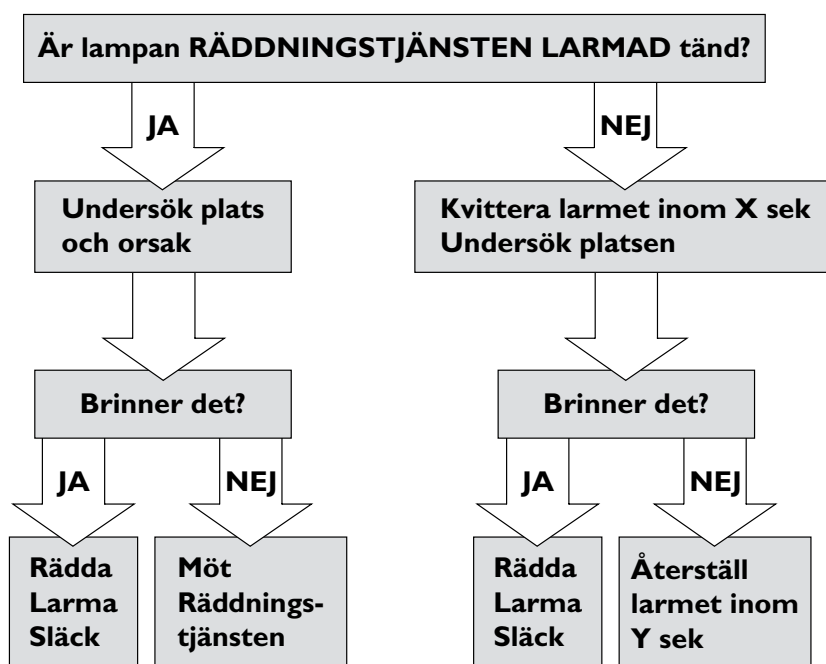 Är lampan RÄDDNINGSTJÄNSTEN LARMAD tänd?
JA
NEJ
Undersök plats
och orsak
Kvittera larmet inom X sek
Undersök platsen
Brinner det?
Brinner det?
JA
NEJ
JA
NEJ
Rädda
Larma
Släck
Möt
Räddnings-
tjänsten
Rädda
Larma
Släck
Återställ
larmet inom
Y sek